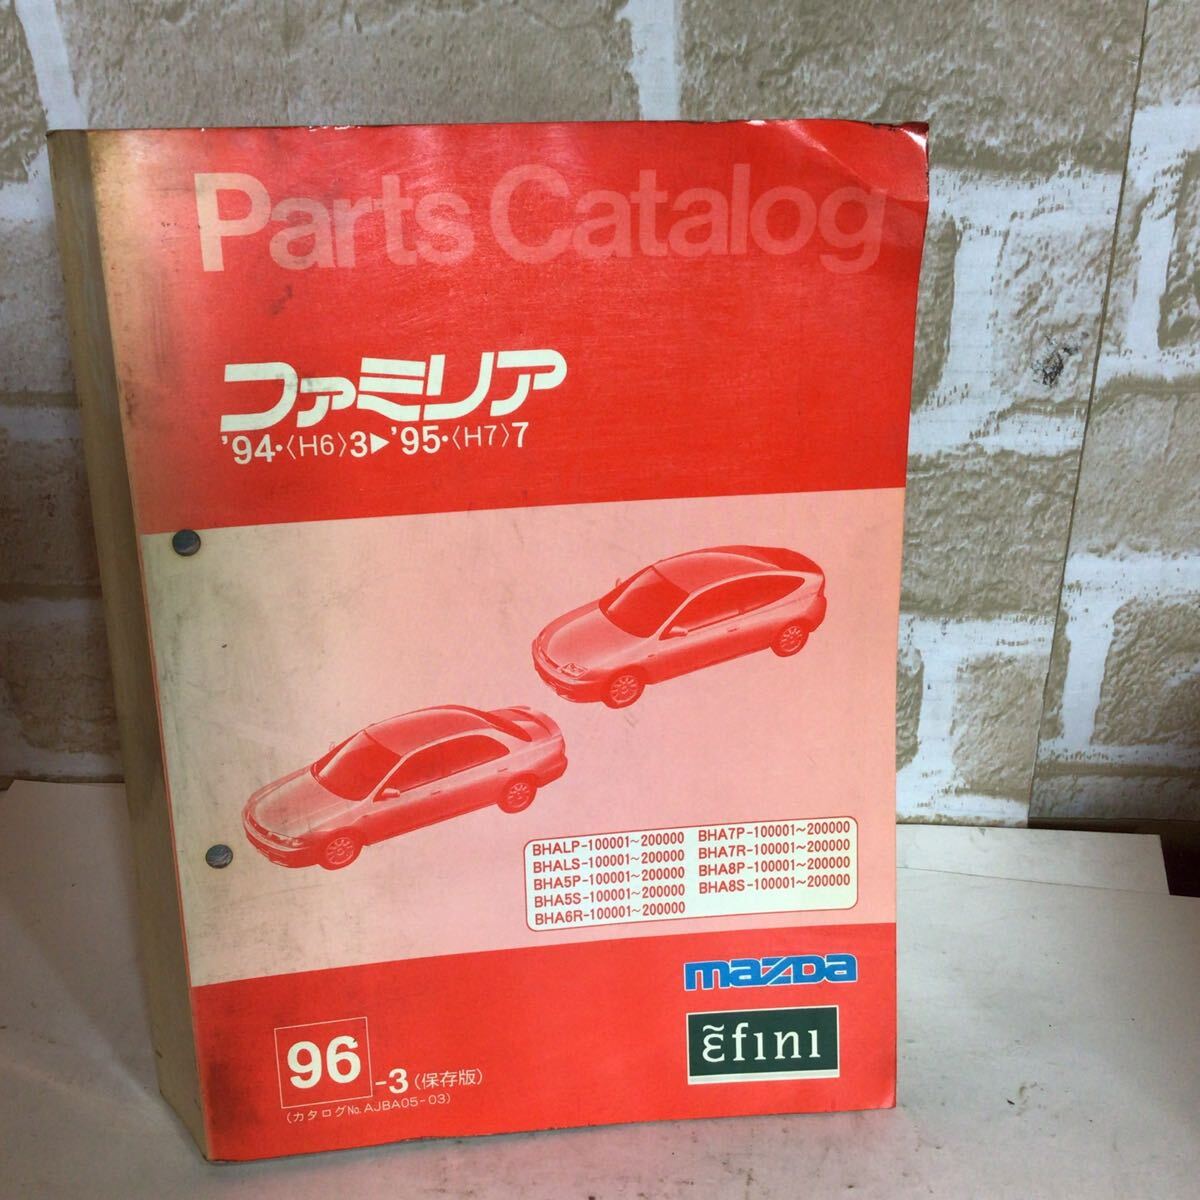 Parts Catalog
ファミリア
'94・〈H6〉3▶'95・〈H7〉7
BHALP-100001～200000
BHALS-100001～200000
BHA5P-100001～200000
BHA5S-100001～200000
BHA6R-100001～200000
BHA7P-100001～200000
BHA7R-100001～200000
BHA8P-100001～200000
BHA8S-100001～200000
mazDa
ε̃fini
96-3(保存版)
(カタログNo.AJBA05-03)